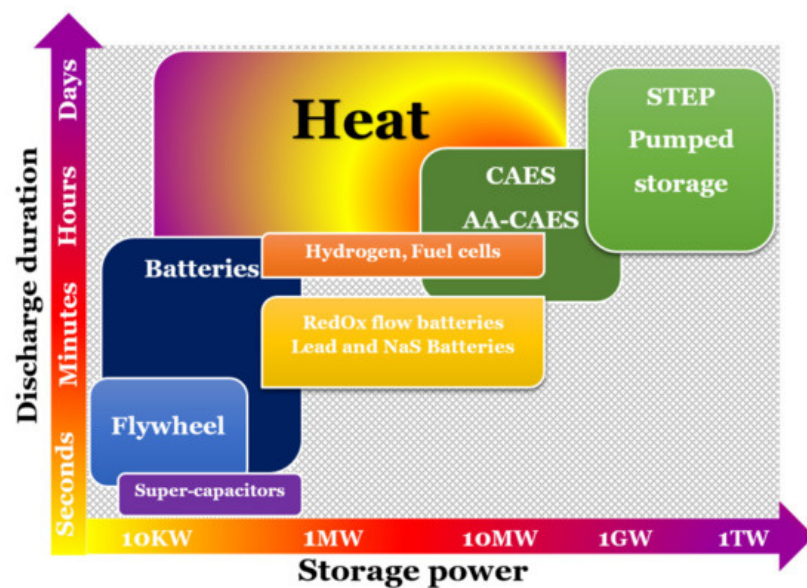 Discharge duration
Days
Hours
Minutes
Seconds
Heat
STEP
Pumped
storage
CAES
AA-CAES
Hydrogen, Fuel cells
Batteries
RedOx flow batteries
Lead and NaS Batteries
Flywheel
Super-capacitors
10KW
1MW
10MW
1GW
1TW
Storage power